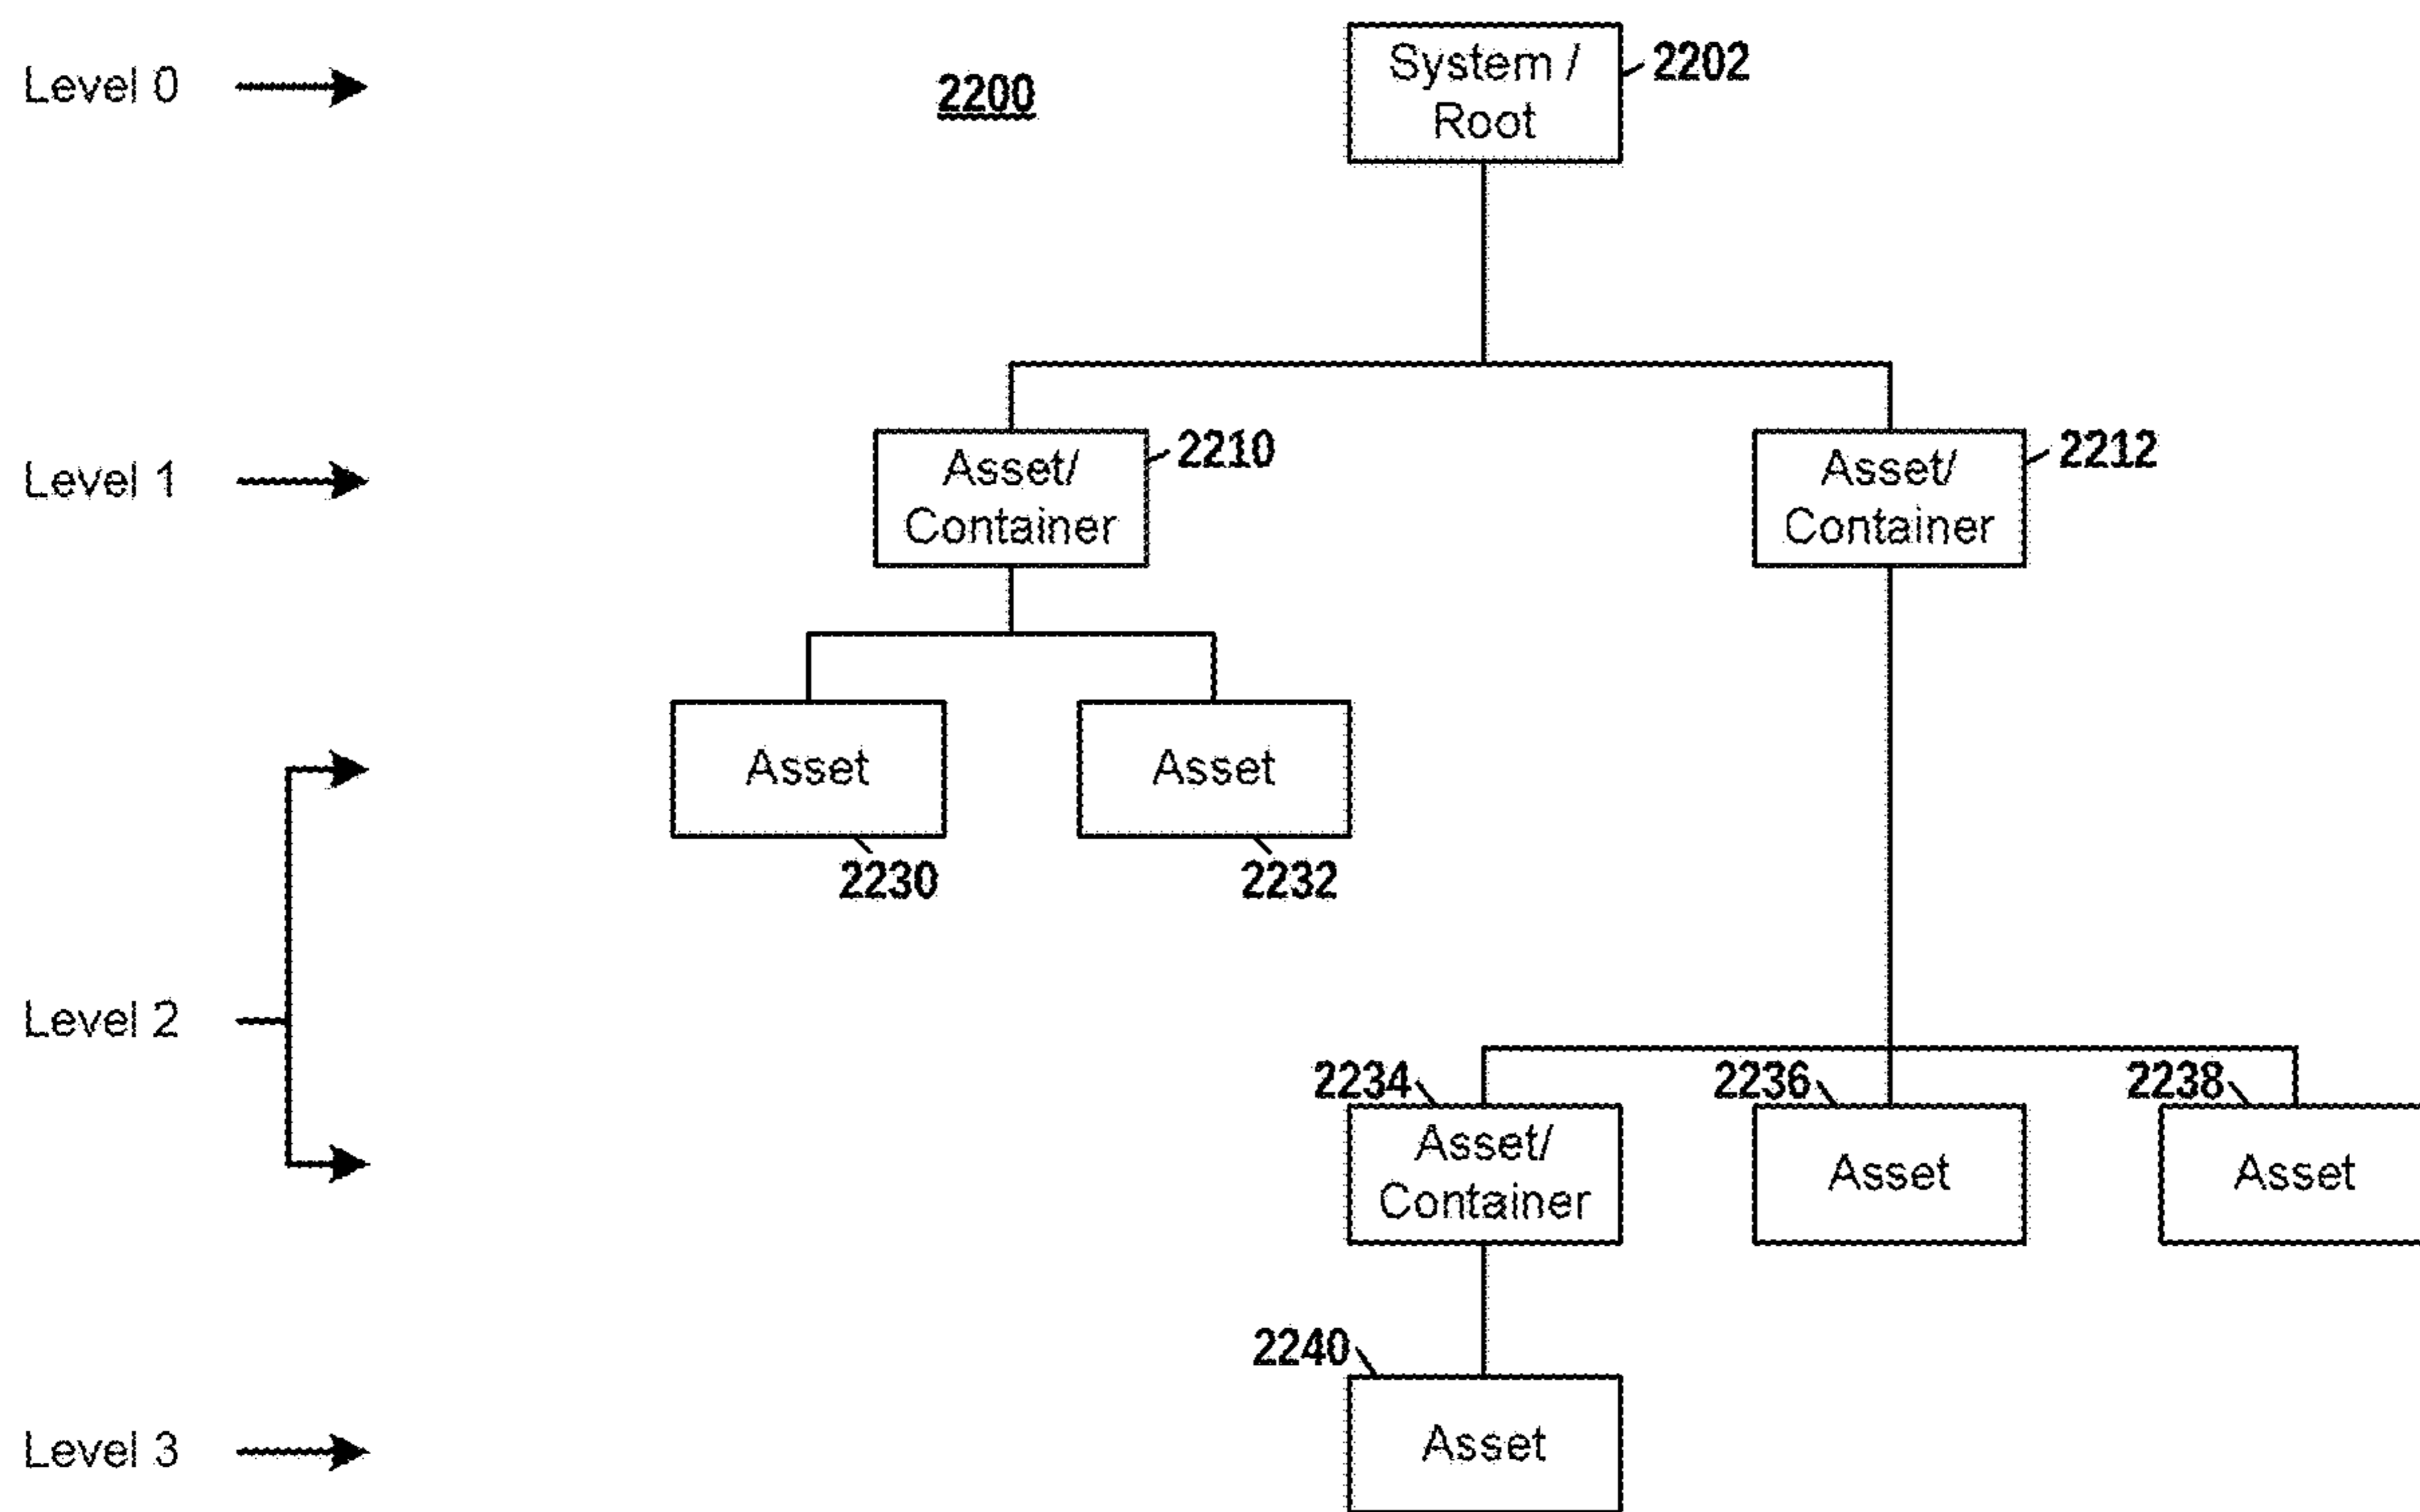 Level 0
2200
System /
Root
2202
Level 1
Asset/
Container
2210
Asset/
Container
2212
Asset
2230
Asset
2232
Level 2
2234
Asset/
Container
2236
Asset
2238
Asset
2240
Level 3
Asset